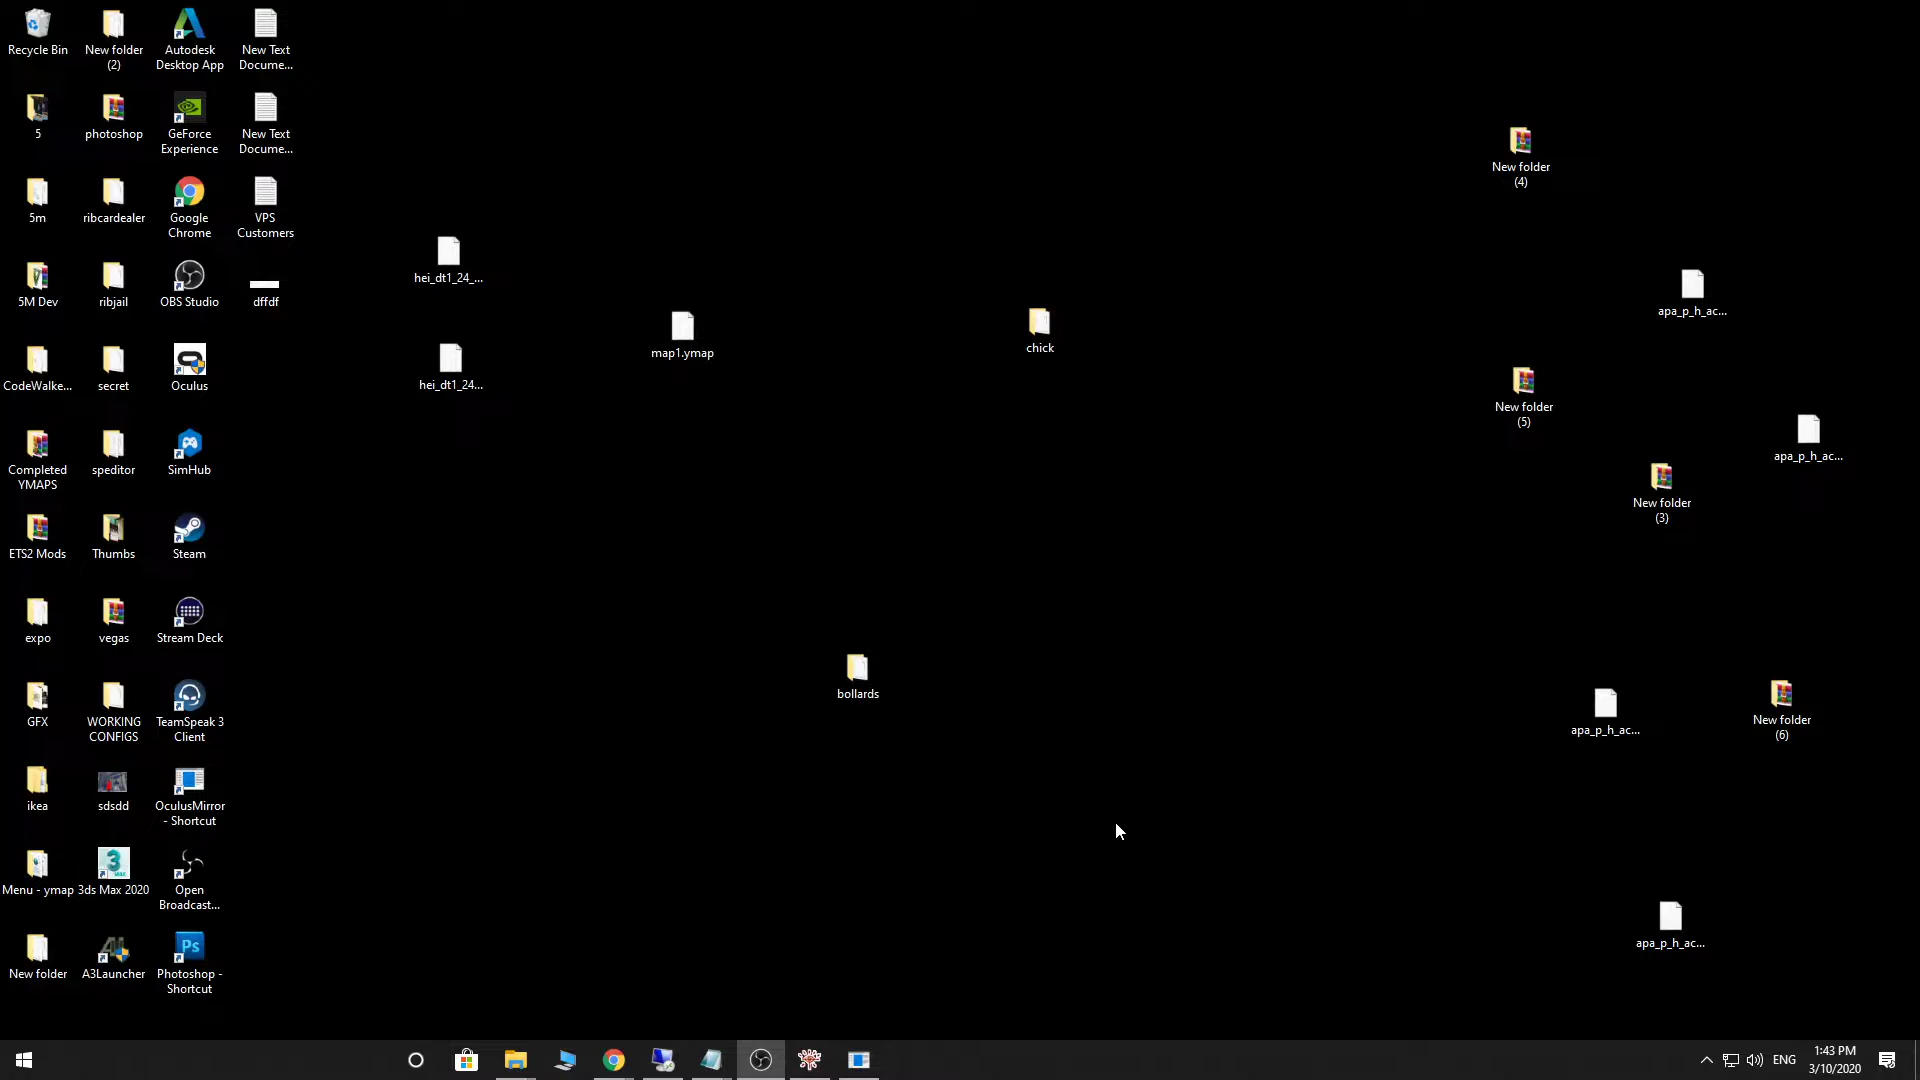 Recycle Bin
New folder
(2)
Autodesk
Desktop App
New Text
Docume...
5
photoshop
GeForce
Experience
New Text
Docume...
5m
ribcardealer
Google
Chrome
VPS
Customers
5M Dev
ribjail
OBS Studio
dffdf
CodeWalke...
secret
Oculus
Completed
YMAPS
speditor
SimHub
ETS2 Mods
Thumbs
Steam
expo
vegas
Stream Deck
GFX
WORKING
CONFIGS
TeamSpeak 3
Client
ikea
sdsdd
OculusMirror
- Shortcut
Menu - ymap
3ds Max 2020
Open
Broadcast...
New folder
A3Launcher
Photoshop -
Shortcut
hei_dt1_24_...
hei_dt1_24...
map1.ymap
chick
bollards
New folder
(4)
apa_p_h_ac...
New folder
(5)
apa_p_h_ac...
New folder
(3)
apa_p_h_ac...
New folder
(6)
apa_p_h_ac...
ENG
1:43 PM
3/10/2020